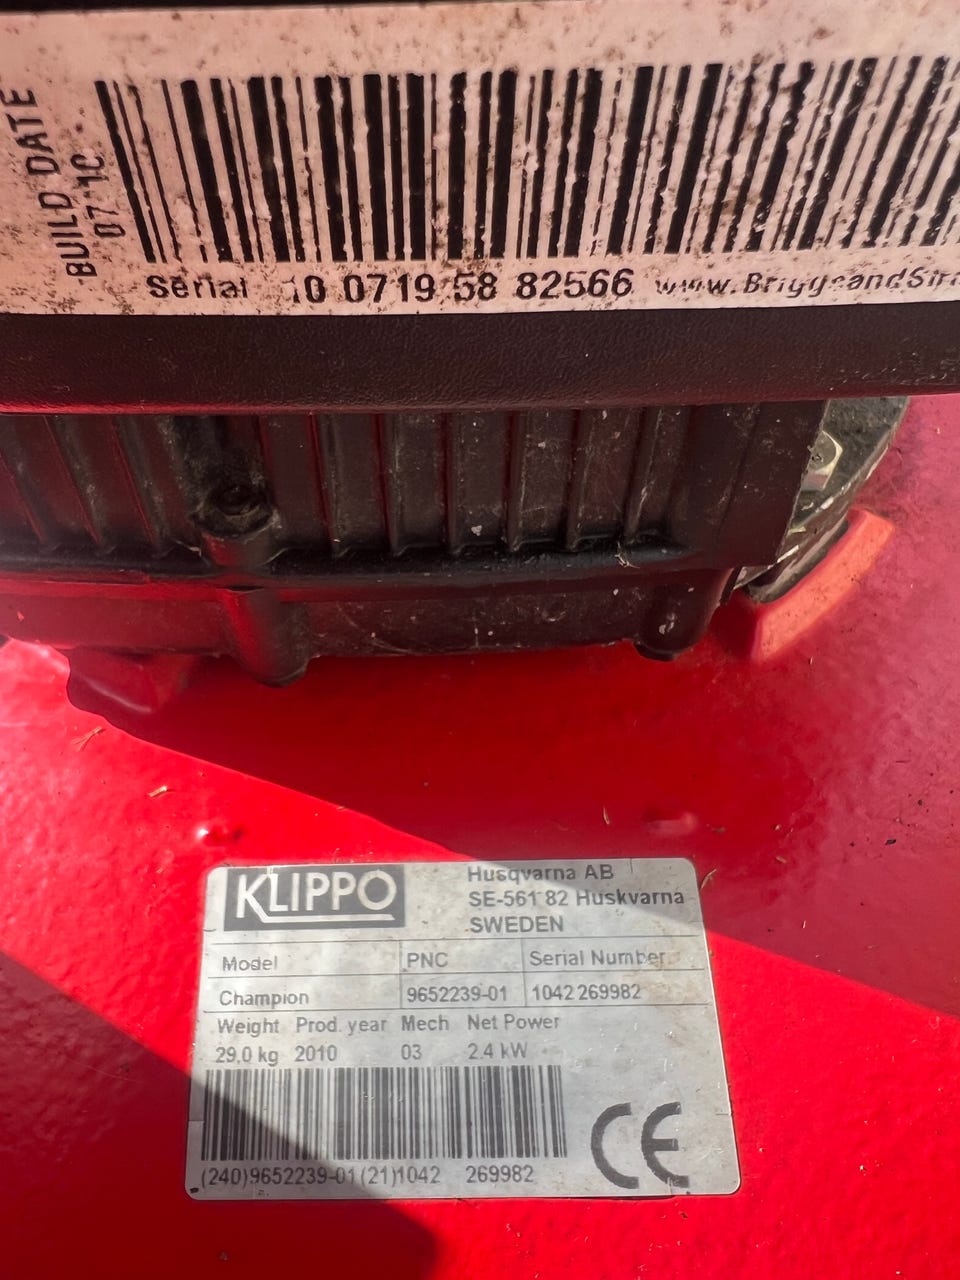 BUILD DATE
Serial 10 0719 58 82566
KLIPPO
Husqvarna AB
SE-561 82 Huskvarna
SWEDEN
Model PNC Serial Number
Champion 9652239-01 1042 269982
Weight Prod. year Mech Net Power
29,0 kg 2010 03 2.4 kW
(240)9652239-01(21)1042 269982
CE